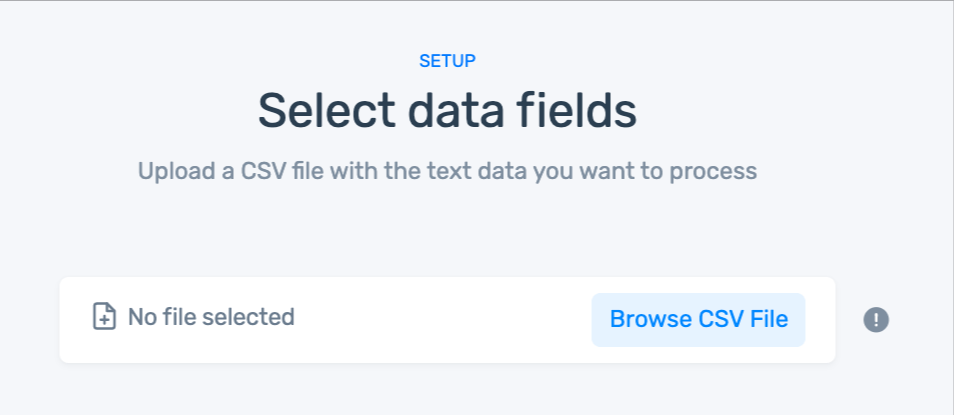 SETUP
Select data fields
Upload a CSV file with the text data you want to process
No file selected
Browse CSV File